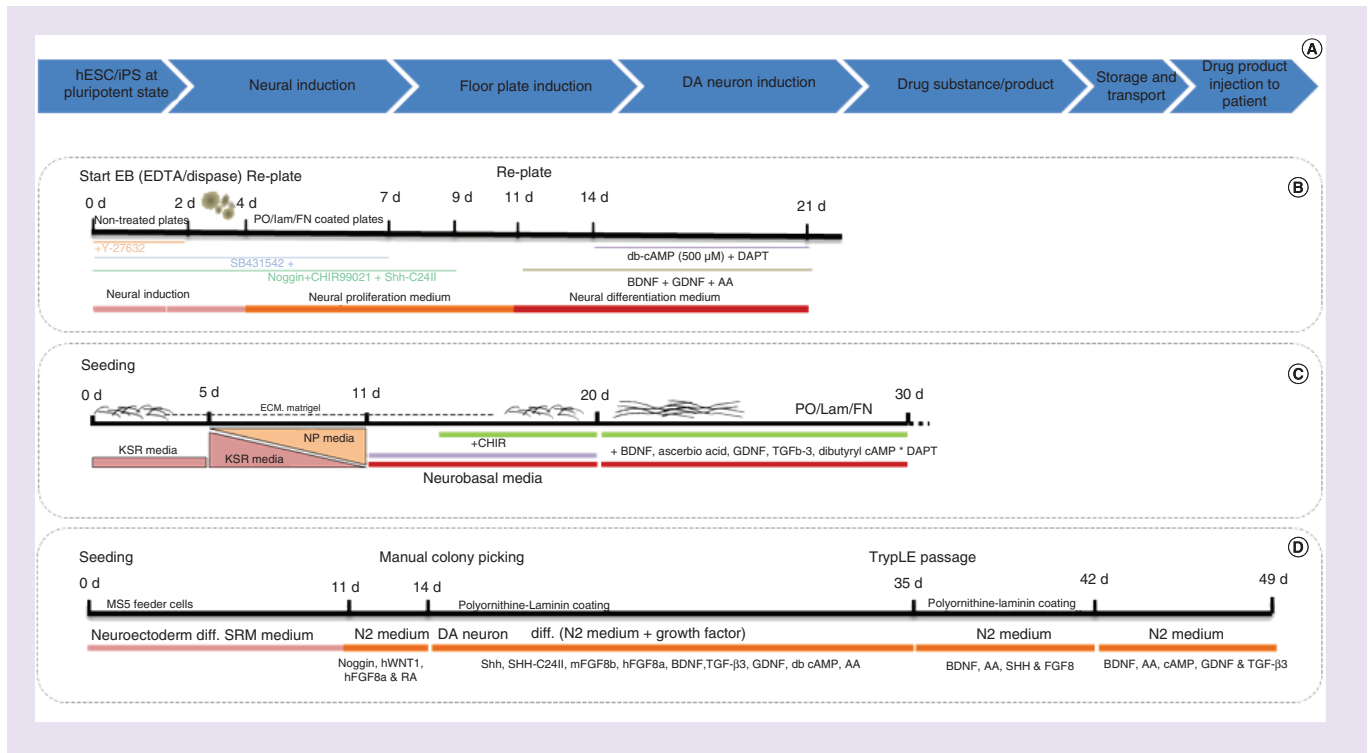 A
hESC/iPS at
pluripotent state
Neural induction
Floor plate induction
DA neuron induction
Drug substance/product
Storage and
transport
Drug product
injection to
patient
B
Start EB (EDTA/dispase) Re-plate
Re-plate
0 d
2 d
4 d
7 d
9 d
11 d
14 d
21 d
Non-treated plates
PO/lam/FN coated plates
+Y-27632
SB431542 +
Noggin+CHIR99021 + Shh-C24II
db-cAMP (500 µM) + DAPT
BDNF + GDNF + AA
Neural induction
Neural proliferation medium
Neural differentiation medium
C
Seeding
0 d
5 d
11 d
20 d
30 d
ECM. matrigel
PO/Lam/FN
KSR media
NP media
KSR media
+CHIR
+ BDNF, ascerbio acid, GDNF, TGFb-3, dibutyryl cAMP * DAPT
Neurobasal media
D
Seeding
Manual colony picking
TrypLE passage
0 d
11 d
14 d
35 d
42 d
49 d
MS5 feeder cells
Polyornithine-Laminin coating
Polyornithine-laminin coating
Neuroectoderm diff. SRM medium
N2 medium
DA neuron diff. (N2 medium + growth factor)
N2 medium
N2 medium
Noggin, hWNT1,
hFGF8a & RA
Shh, SHH-C24II, mFGF8b, hFGF8a, BDNF,TGF-β3, GDNF, db cAMP, AA
BDNF, AA, SHH & FGF8
BDNF, AA, cAMP, GDNF & TGF-β3